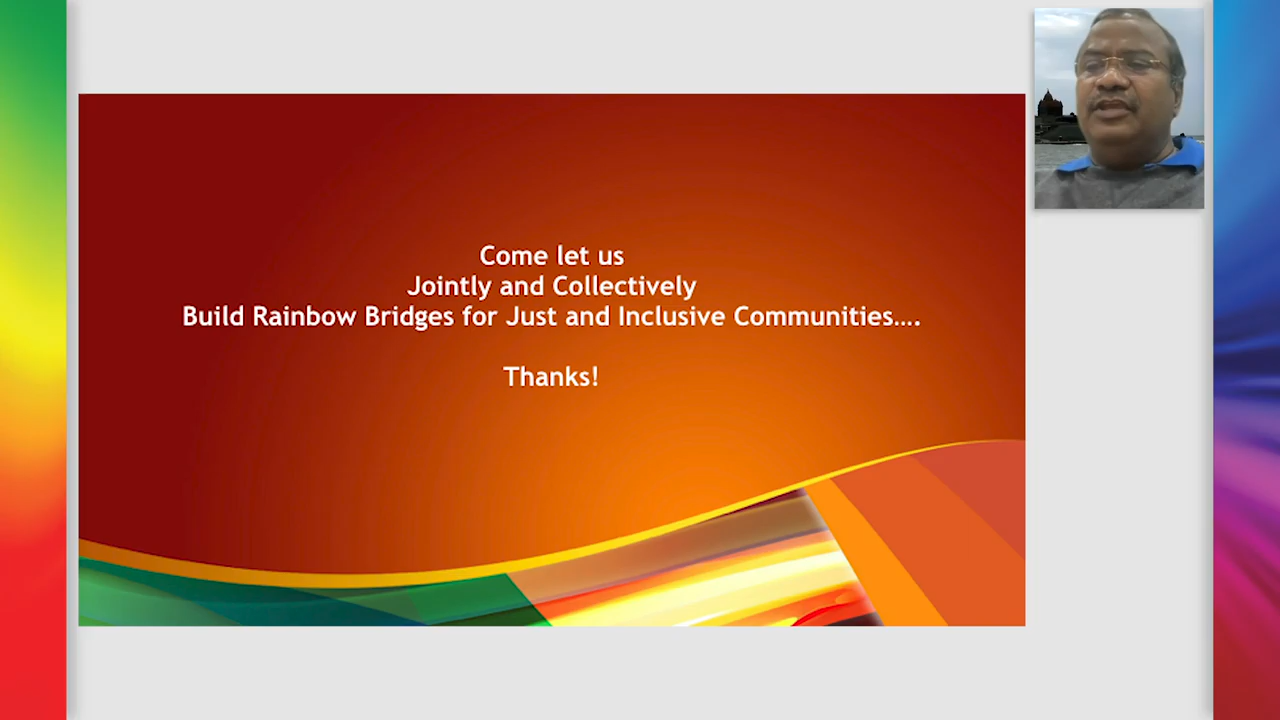 Come let us
Jointly and Collectively
Build Rainbow Bridges for Just and Inclusive Communities....
Thanks!